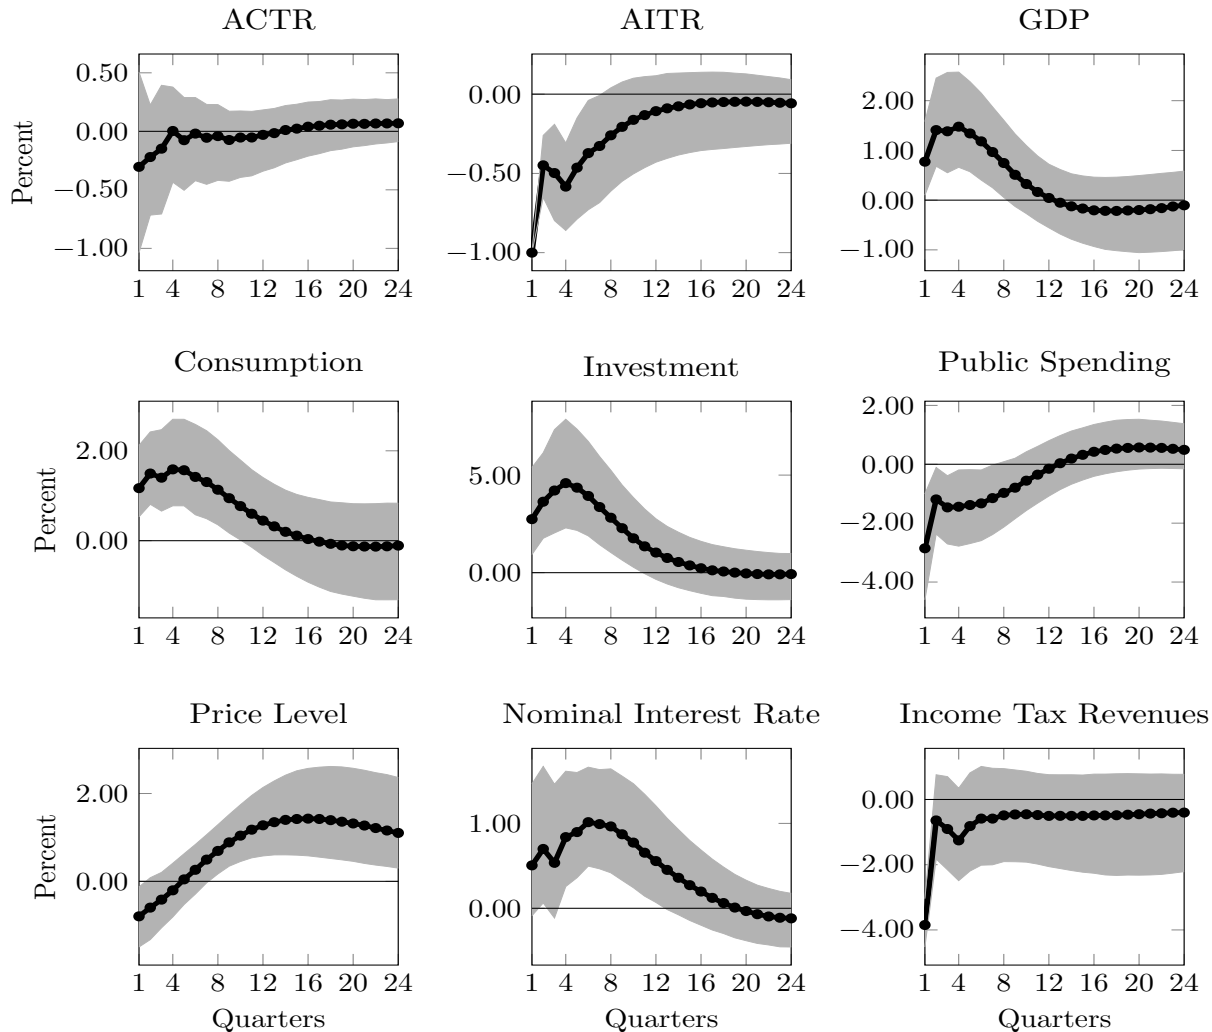 ACTR
AITR
GDP
0.50
0.00
−0.50
−1.00
Percent
1 4 8 12 16 20 24
0.00
−0.50
−1.00
1 4 8 12 16 20 24
2.00
1.00
0.00
−1.00
1 4 8 12 16 20 24
Consumption
Investment
Public Spending
2.00
0.00
Percent
1 4 8 12 16 20 24
5.00
0.00
1 4 8 12 16 20 24
2.00
0.00
−2.00
−4.00
1 4 8 12 16 20 24
Price Level
Nominal Interest Rate
Income Tax Revenues
2.00
0.00
Percent
1 4 8 12 16 20 24
Quarters
1.00
0.00
1 4 8 12 16 20 24
Quarters
0.00
−2.00
−4.00
1 4 8 12 16 20 24
Quarters